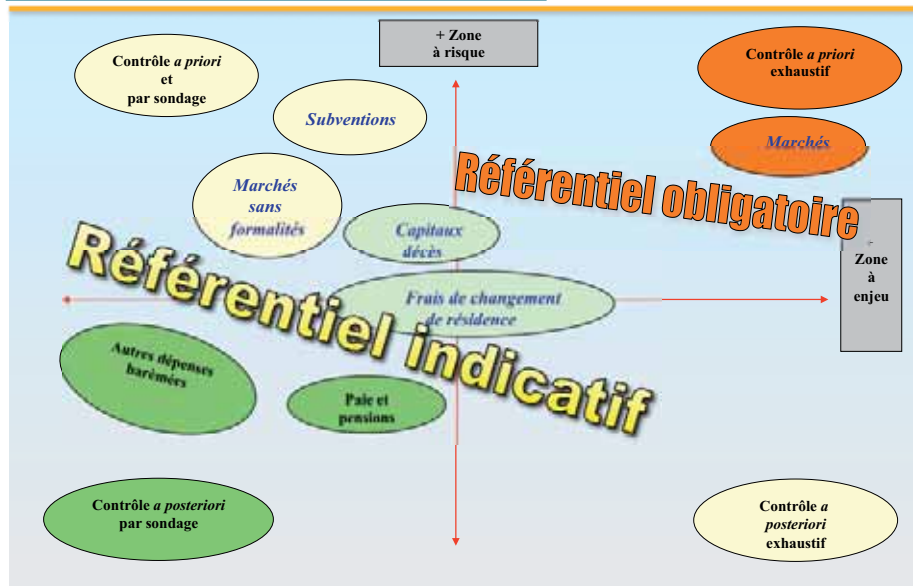 + Zone
à risque
Contrôle a priori
et
par sondage
Contrôle a priori
exhaustif
Subventions
Marchés
Référentiel obligatoire
Marchés
sans
formalités
Capitaux
décès
+
Zone
à
enjeu
Référentiel indicatif
Frais de changement
de résidence
Autres dépenses
barémées
Paie et
pensions
Contrôle a posteriori
par sondage
Contrôle a
posteriori
exhaustif